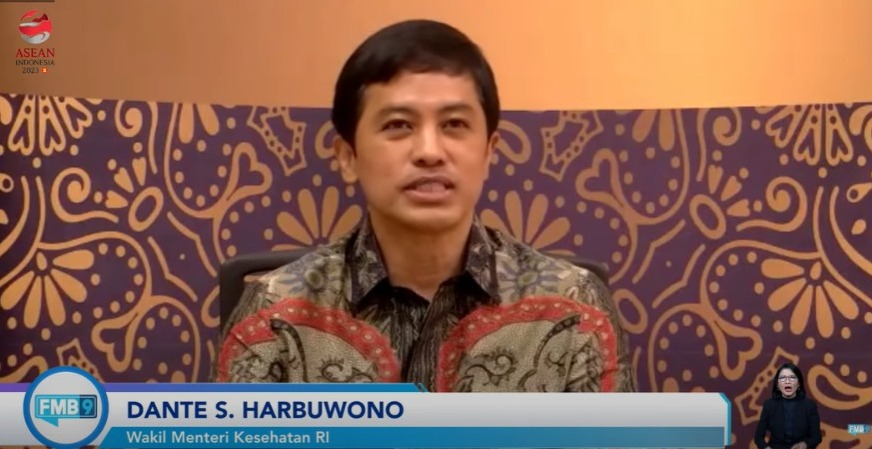 ASEAN
INDONESIA
2023
FMB9
DANTE S. HARBUWONO
Wakil Menteri Kesehatan RI
FMB9